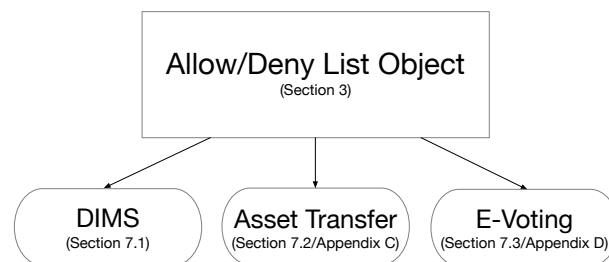 Allow/Deny List Object
(Section 3)
DIMS
(Section 7.1)
Asset Transfer
(Section 7.2/Appendix C)
E-Voting
(Section 7.3/Appendix D)